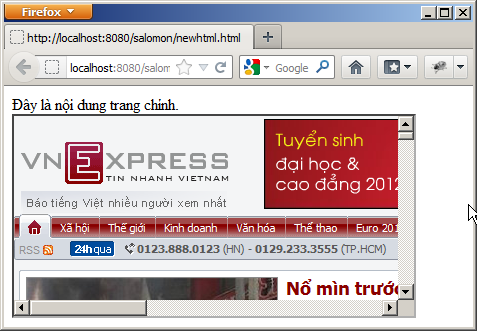 Firefox
http://localhost:8080/salomon/newhtml.html
localhost:8080/salom
Google
Đây là nội dung trang chính.
VNEXPRESS
TIN NHANH VIETNAM
Báo tiếng Việt nhiều người xem nhất
Tuyển sinh
đại học &
cao đẳng 2012
Xã hội Thế giới Kinh doanh Văn hóa Thể thao Euro 201
RSS 24h qua 0123.888.0123 (HN) - 0129.233.3555 (TP.HCM)
Nổ mìn trướ